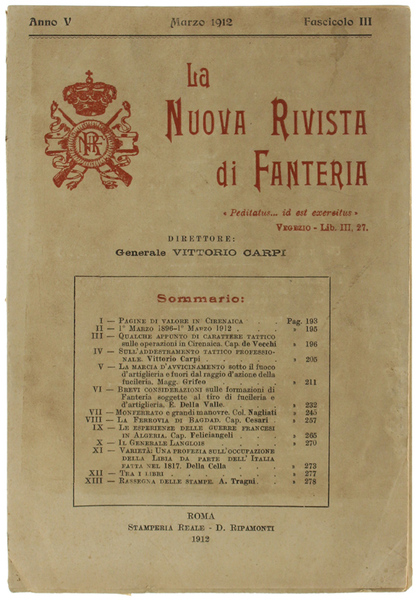 Anno V Marzo 1912 Fascicolo III
La
NUOVA RIVISTA
di FANTERIA
NRF
« Peditatus... id est exercitus »
VEGEZIO - Lib. III, 27.
DIRETTORE:
Generale VITTORIO CARPI
Sommario:
I — PAGINE DI VALORE IN CIRENAICA . . Pag. 193
II — 1° MARZO 1896-1° MARZO 1912 . . . . » 195
III — QUALCHE APPUNTO DI CARATTERE TATTICO
sulle operazioni in Cirenaica. Cap. de Vecchi » 196
IV — SULL'ADDESTRAMENTO TATTICO PROFESSIO-
NALE. Vittorio Carpi . . . . » 205
V — LA MARCIA D'AVVICINAMENTO sotto il fuoco
d'artiglieria e fuori dal raggio d'azione della
fucileria. Magg. Grifeo . . . » 211
VI — BREVI CONSIDERAZIONI sulle formazioni di
Fanteria soggette al tiro di fucileria e
d'artiglieria. E. Della Valle. . . . » 232
VII — MONFERRATO e grandi manovre. Col. Nagliati » 245
VIII — LA FERROVIA DI BAGDAD. Cap. Cesari . » 257
IX — LE ESPERIENZE DELLE GUERRE FRANCESI
IN ALGERIA. Cap. Feliciangeli . . » 265
X — IL GENERALE LANGLOIS . . . . » 270
XI — VARIETÀ: UNA PROFEZIA SULL'OCCUPAZIONE
DELLA LIBIA DA PARTE DELL'ITALIA
FATTA NEL 1817. Della Cella . . » 273
XII — TRA I LIBRI . . . . . » 277
XIII — RASSEGNA DELLE STAMPE. A. Tragni . . » 278
ROMA
STAMPERIA REALE - D. RIPAMONTI
1912